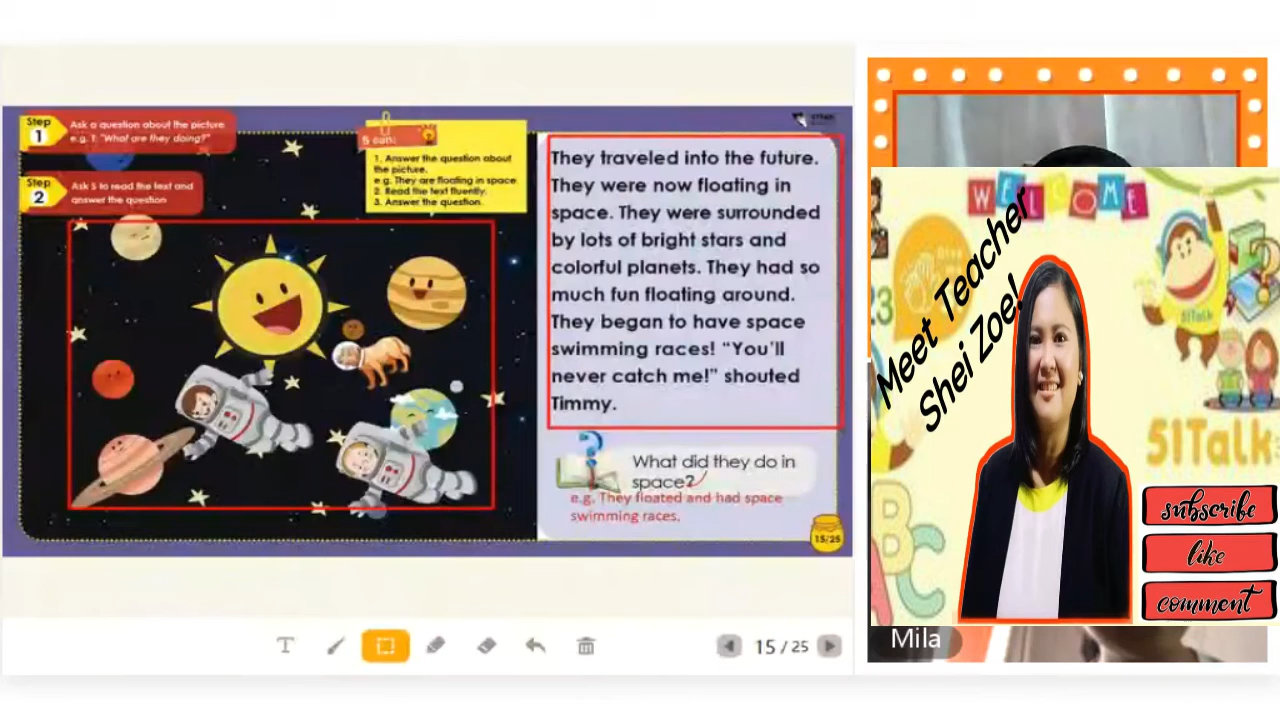 Step
1
Ask a question about the picture
e.g. T: "What are they doing?"
Step
2
Ask S to read the text and
answer the question
S can:
1. Answer the question about
the picture.
e.g. They are floating in space
2. Read the text fluently.
3. Answer the question.
They traveled into the future.
They were now floating in
space. They were surrounded
by lots of bright stars and
colorful planets. They had so
much fun floating around.
They began to have space
swimming races! “You’ll
never catch me!” shouted
Timmy.
What did they do in
space?
e.g. They floated and had space
swimming races.
15/25
T
15 / 25
WELCOME
Meet Teacher
Shei Zoe!
23
51Talk
51Talk
ABC
subscribe
like
comment
Mila